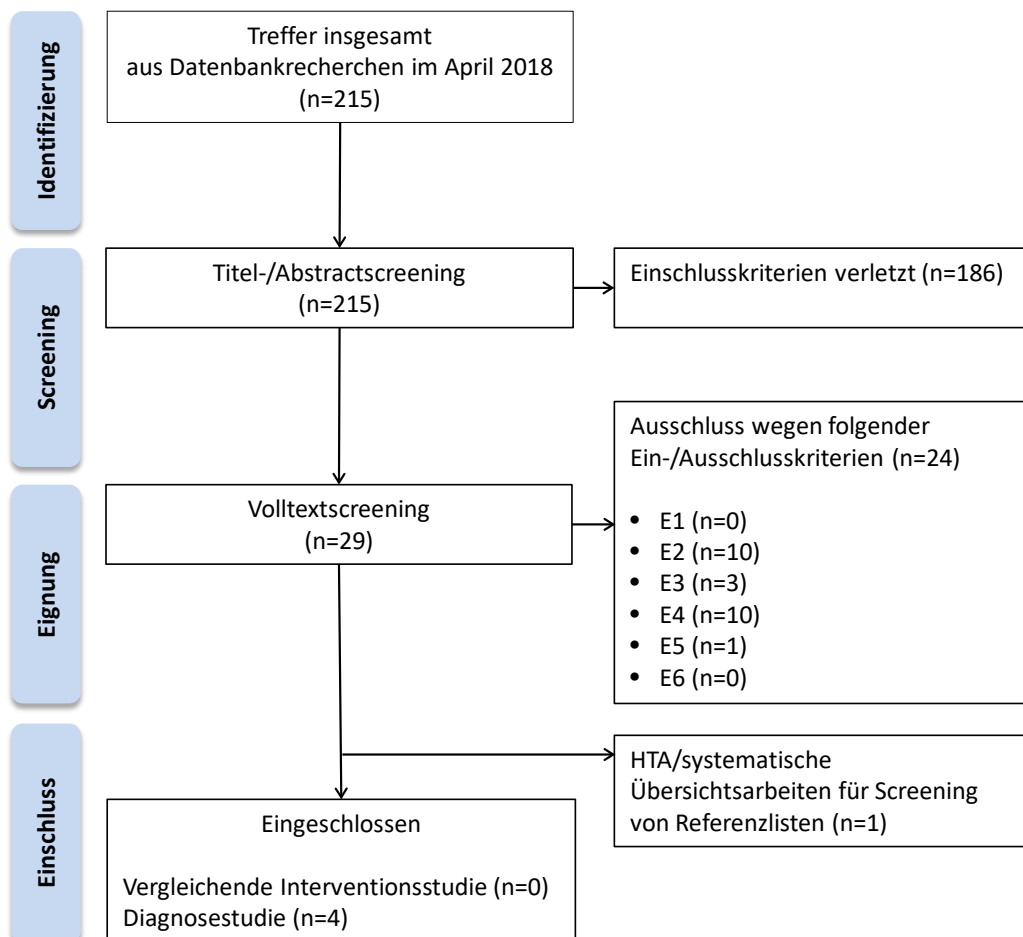 Identifizierung
Treffer insgesamt
aus Datenbankrecherchen im April 2018
(n=215)
Screening
Titel-/Abstractscreening
(n=215)
Einschlusskriterien verletzt (n=186)
Eignung
Volltextscreening
(n=29)
Ausschluss wegen folgender
Ein-/Ausschlusskriterien (n=24)
• E1 (n=0)
• E2 (n=10)
• E3 (n=3)
• E4 (n=10)
• E5 (n=1)
• E6 (n=0)
Einschluss
HTA/systematische
Übersichtsarbeiten für Screening
von Referenzlisten (n=1)
Eingeschlossen
Vergleichende Interventionsstudie (n=0)
Diagnosestudie (n=4)